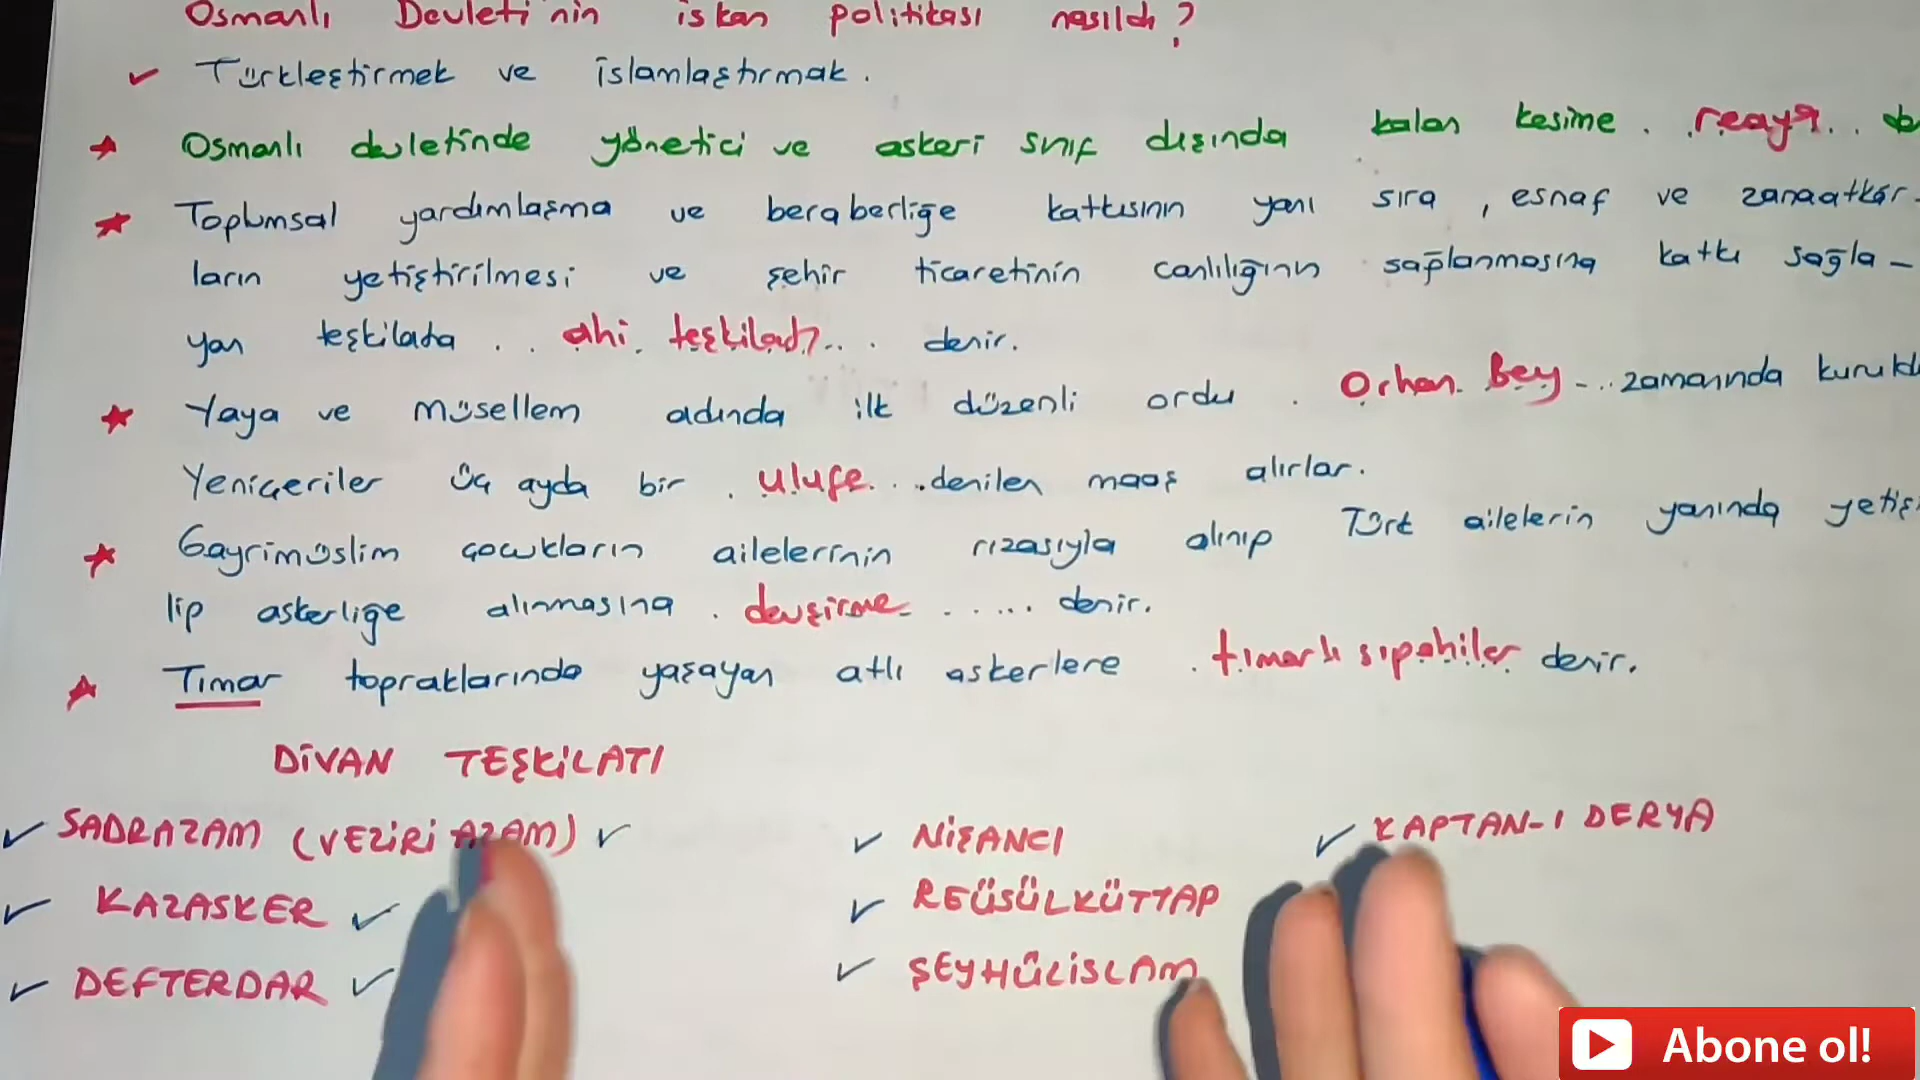 Osmanlı Devleti'nin iskan politikası nasıldı?
Türkleştirmek ve islamlaştırmak.
Osmanlı devletinde yönetici ve askeri sınıf dışında kalan kesime . .reaya. .
Toplumsal yardımlaşma ve beraberliğe katkısının yanı sıra , esnaf ve zanaatkar-
ların yetiştirilmesi ve şehir ticaretinin canlılığının sağlanmasına katkı sağla-
yan teşkilata . . ahi teşkilatı . . . denir.
Yaya ve müsellem adında ilk düzenli ordu . Orhan Bey ... zamanında
Yeniçeriler üç ayda bir . ulufe. . .denilen maaş alırlar.
Gayrimüslim çocukların ailelerinin rızasıyla alınıp Türk ailelerin yanında yetiş
lip askerliğe alınmasına . devşirme . .... denir.
Tımar topraklarında yaşayan atlı askerlere . tımarlı sipahiler denir.
DİVAN TEŞKİLATI
SADRAZAM (VEZİRİ AZAM) NİŞANCI KAPTAN-I DERYA
KAZASKER REÜSÜLKÜTTAP
DEFTERDAR ŞEYHÜLİSLAM
Abone ol!